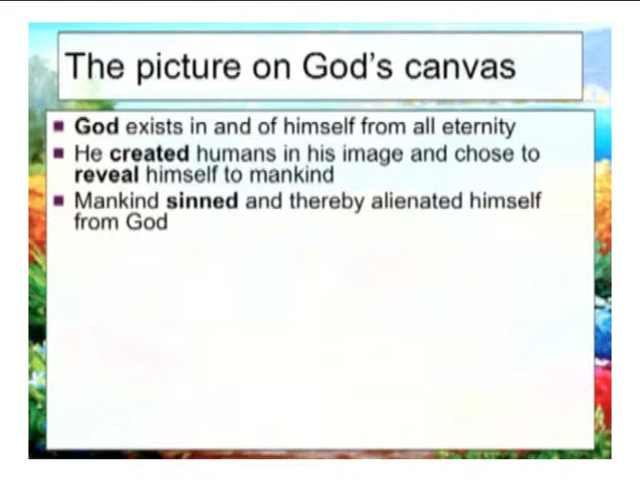 The picture on God's canvas
God exists in and of himself from all eternity
He created humans in his image and chose to
reveal himself to mankind
Mankind sinned and thereby alienated himself
from God